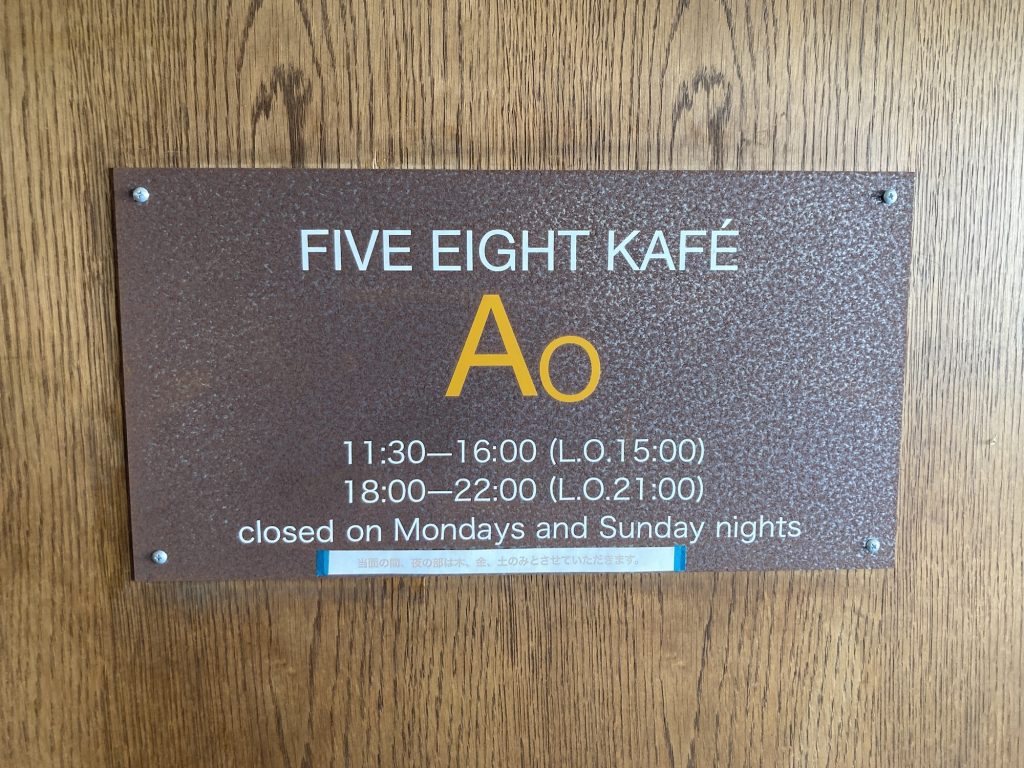 FIVE EIGHT KAFÉ
Ao
11:30—16:00 (L.O.15:00)
18:00—22:00 (L.O.21:00)
closed on Mondays and Sunday nights
当面の間、夜の部は木、金、土のみとさせていただきます。